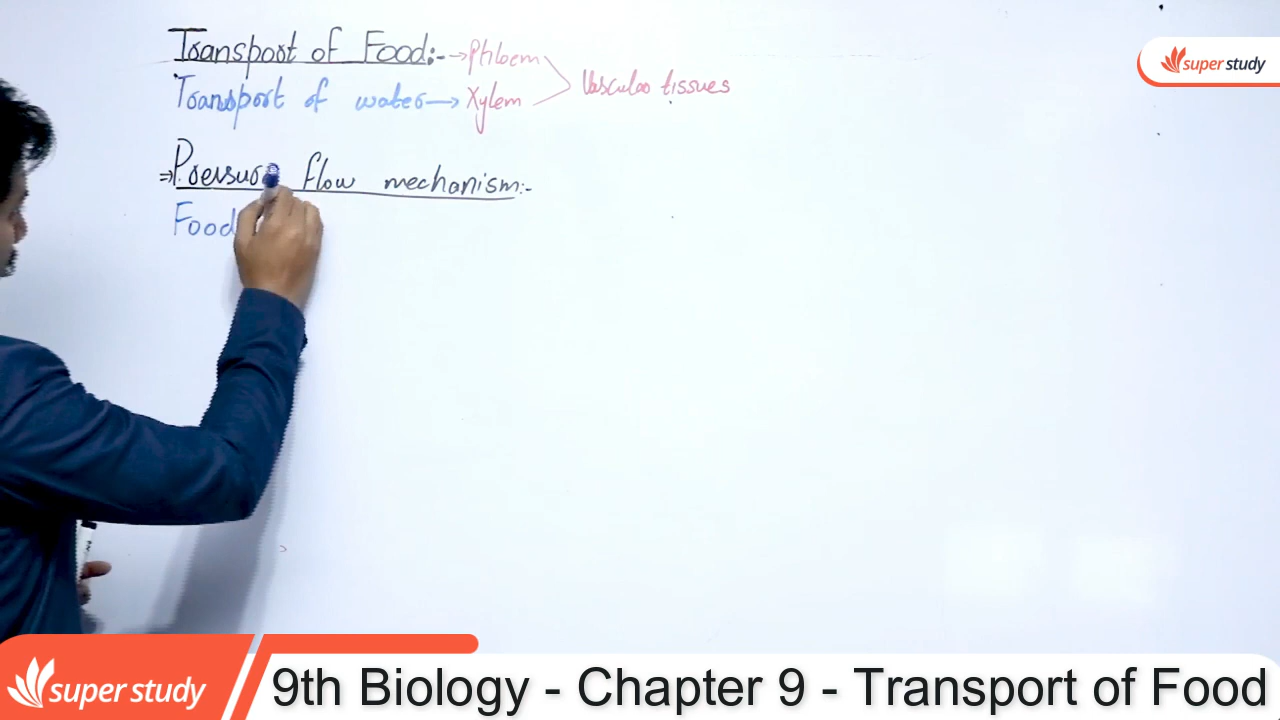 Transport of Food:- → Phloem
Transport of water → Xylem
Vascular tissues
⇒ Pressure flow mechanism:-
Food
super study
super study
9th Biology - Chapter 9 - Transport of Food